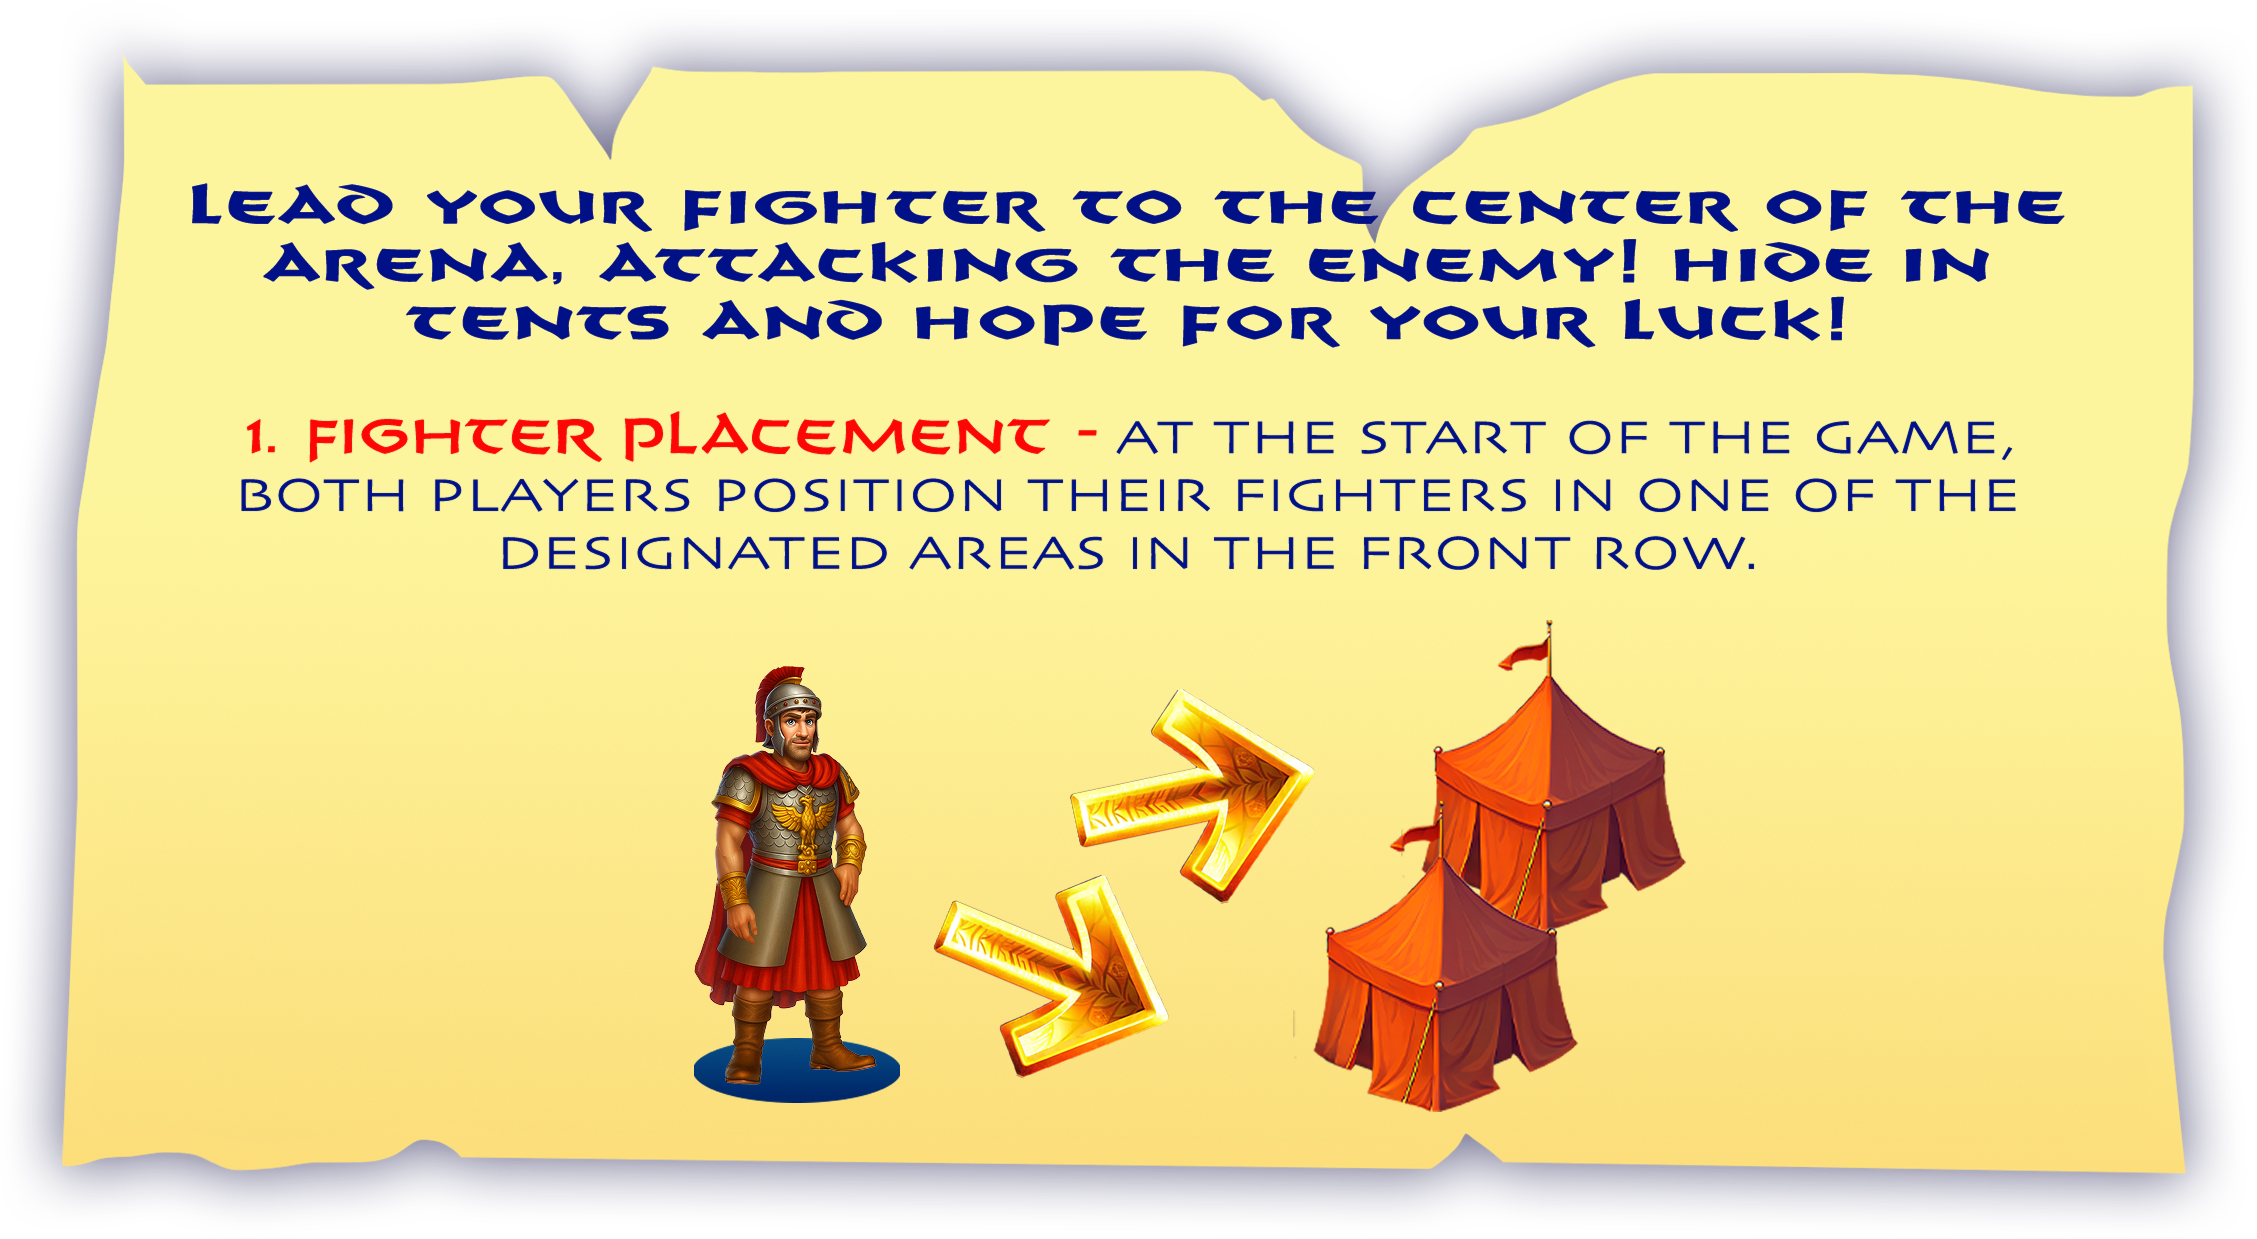 LEAD YOUR FIGHTER TO THE CENTER OF THE
ARENA, ATTACKING THE ENEMY! HIDE IN
TENTS AND HOPE FOR YOUR LUCK!
1. FIGHTER PLACEMENT - AT THE START OF THE GAME,
BOTH PLAYERS POSITION THEIR FIGHTERS IN ONE OF THE
DESIGNATED AREAS IN THE FRONT ROW.